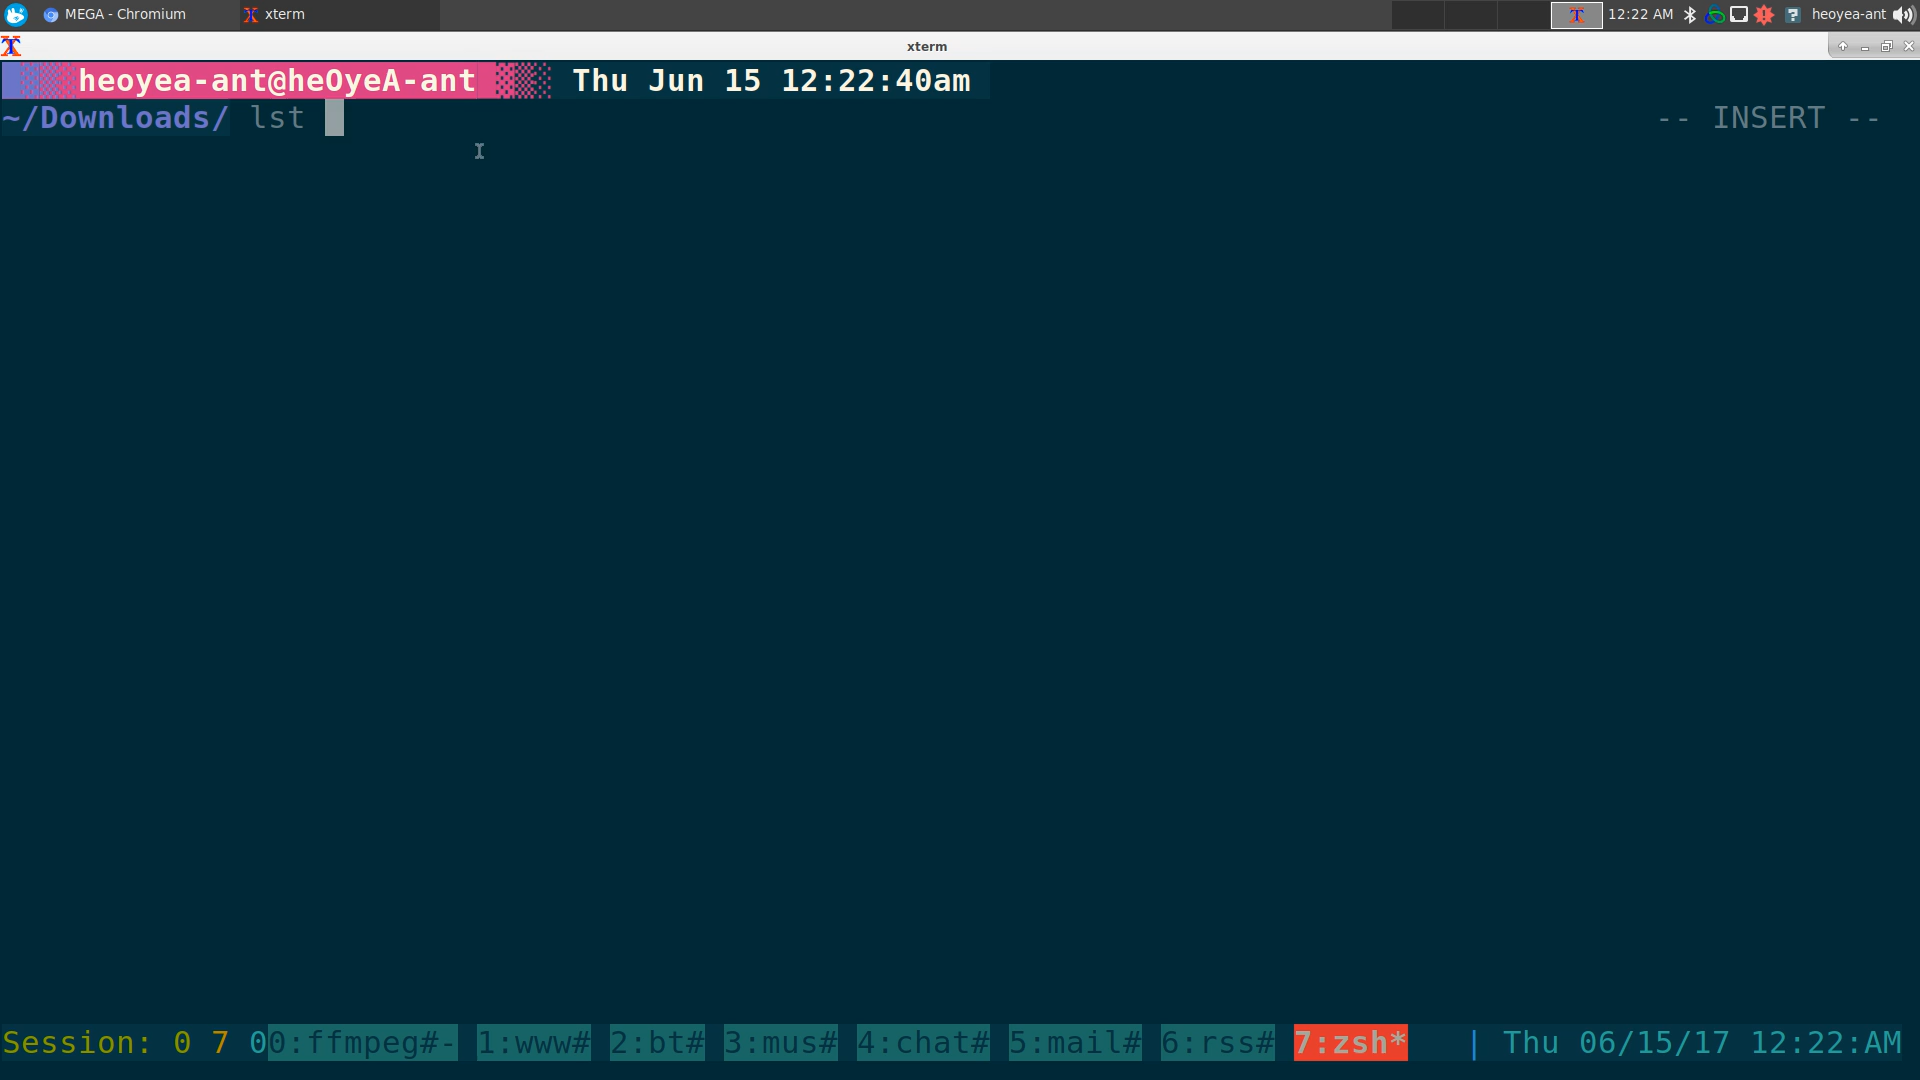 MEGA - Chromium xterm 12:22 AM heoyea-ant
xterm
heoyea-ant@heOyeA-ant Thu Jun 15 12:22:40am
~/Downloads/ lst -- INSERT --
Session: 0 7 00:ffmpeg#- 1:www# 2:bt# 3:mus# 4:chat# 5:mail# 6:rss# 7:zsh* | Thu 06/15/17 12:22:AM